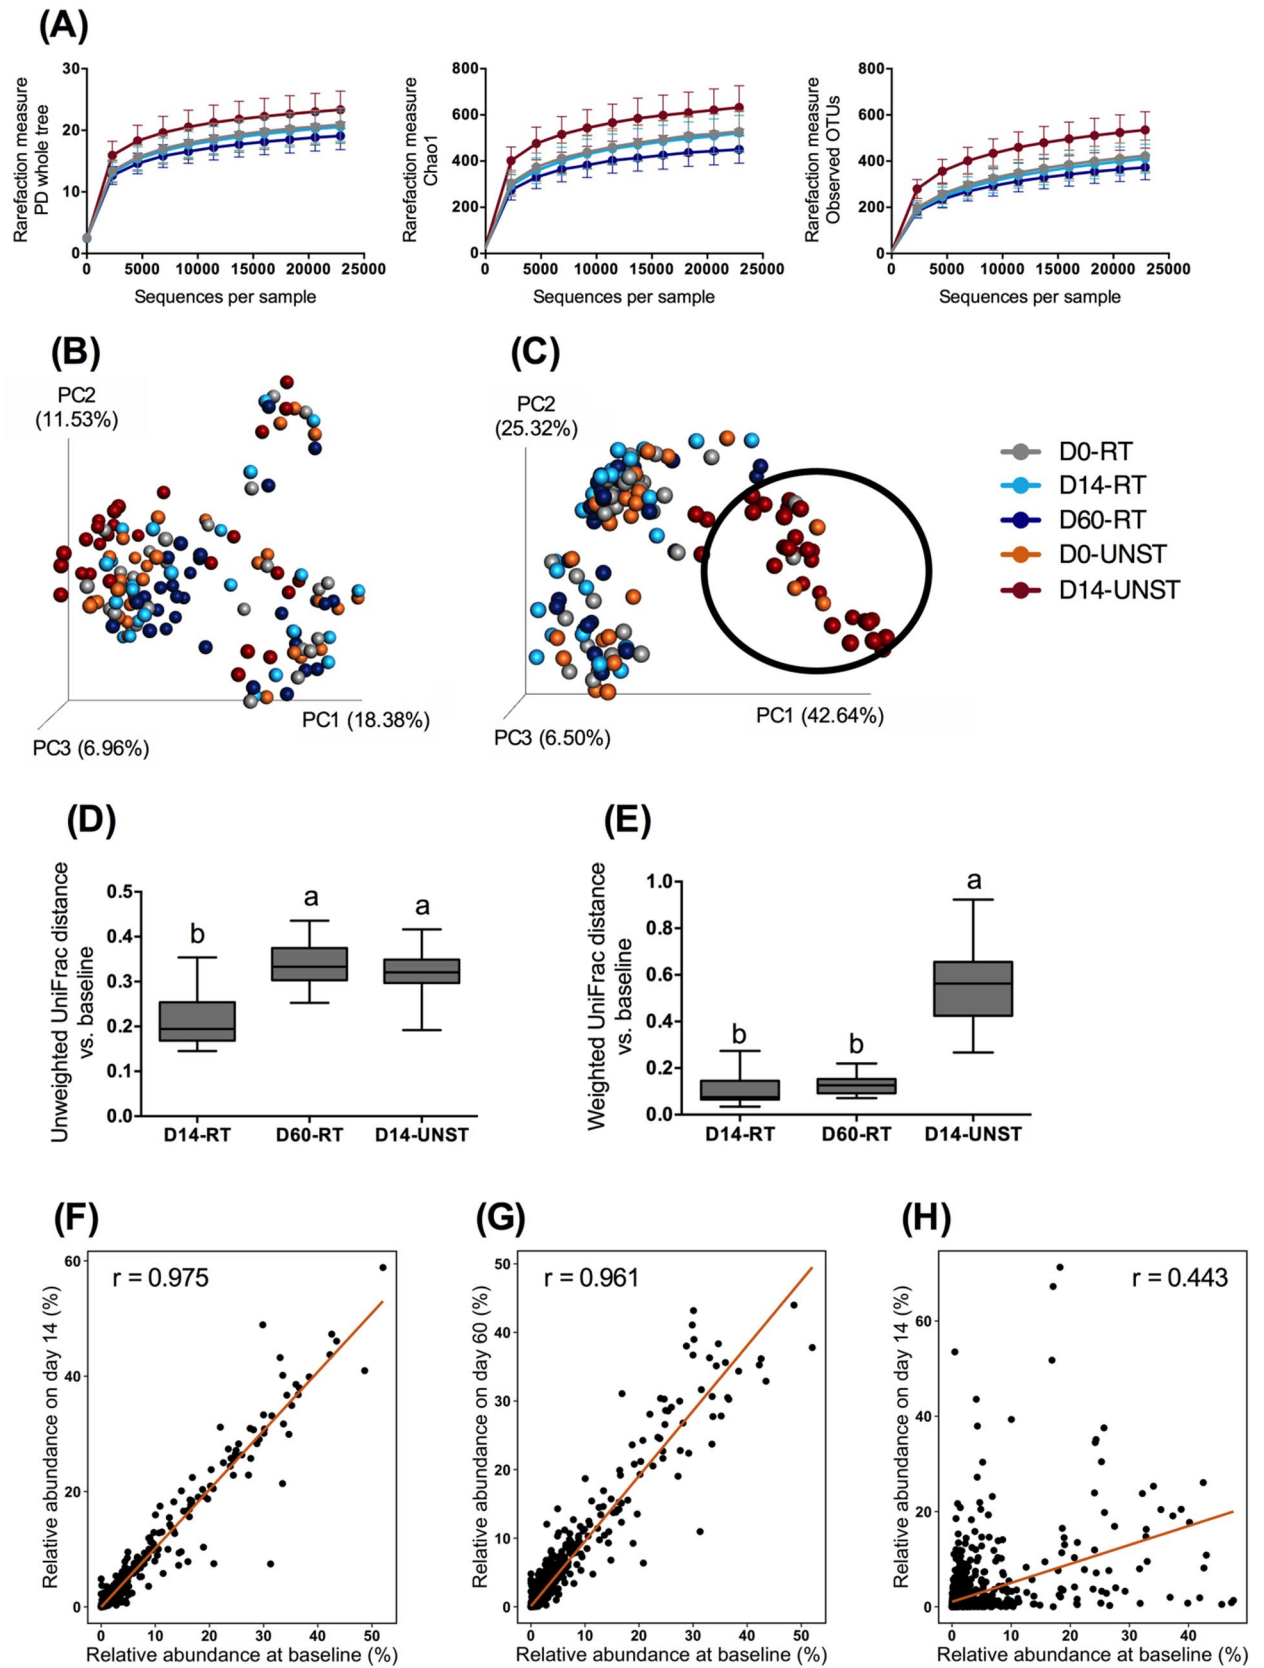 (A)
Rarefaction measure
PD whole tree
30
20
10
0
0 5000 10000 15000 20000 25000
Sequences per sample
Rarefaction measure
Chao1
800
600
400
200
0
0 5000 10000 15000 20000 25000
Sequences per sample
Rarefaction measure
Observed OTUs
800
600
400
200
0
0 5000 10000 15000 20000 25000
Sequences per sample
(B)
PC2
(11.53%)
PC1 (18.38%)
PC3 (6.96%)
(C)
PC2
(25.32%)
PC1 (42.64%)
PC3 (6.50%)
D0-RT
D14-RT
D60-RT
D0-UNST
D14-UNST
(D)
Unweighted UniFrac distance
vs. baseline
0.5
0.4
0.3
0.2
0.1
0.0
b
a
a
D14-RT D60-RT D14-UNST
(E)
Weighted UniFrac distance
vs. baseline
1.0
0.8
0.6
0.4
0.2
0.0
b
b
a
D14-RT D60-RT D14-UNST
(F)
r = 0.975
Relative abundance on day 14 (%)
60
40
20
0
0 10 20 30 40 50
Relative abundance at baseline (%)
(G)
r = 0.961
Relative abundance on day 60 (%)
50
40
30
20
10
0
0 10 20 30 40 50
Relative abundance at baseline (%)
(H)
r = 0.443
Relative abundance on day 14 (%)
60
40
20
0
0 10 20 30 40
Relative abundance at baseline (%)